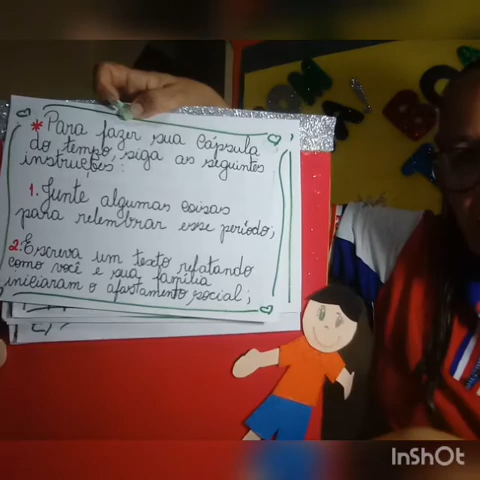 * Para fazer sua Cápsula
do tempo, siga as seguintes
instruções:
1. Junte algumas coisas
para relembrar esse período;
2. Escreva um texto relatando
como você e sua família
iniciaram o afastamento social;
InShOt